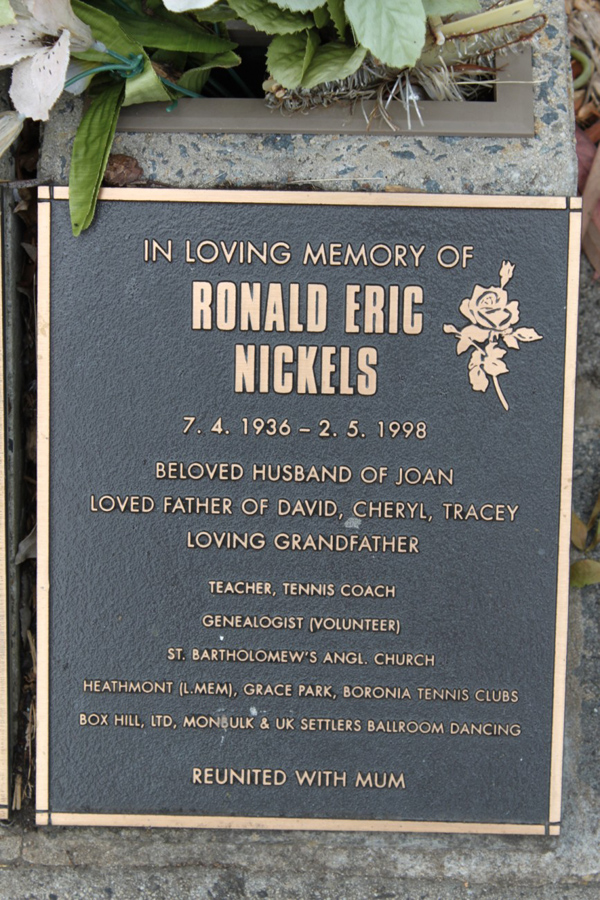 IN LOVING MEMORY OF
RONALD ERIC
NICKELS
7. 4. 1936 – 2. 5. 1998
BELOVED HUSBAND OF JOAN
LOVED FATHER OF DAVID, CHERYL, TRACEY
LOVING GRANDFATHER
TEACHER, TENNIS COACH
GENEALOGIST (VOLUNTEER)
ST. BARTHOLOMEW'S ANGL. CHURCH
HEATHMONT (L.MEM), GRACE PARK, BORONIA TENNIS CLUBS
BOX HILL, LTD, MONBULK & UK SETTLERS BALLROOM DANCING
REUNITED WITH MUM